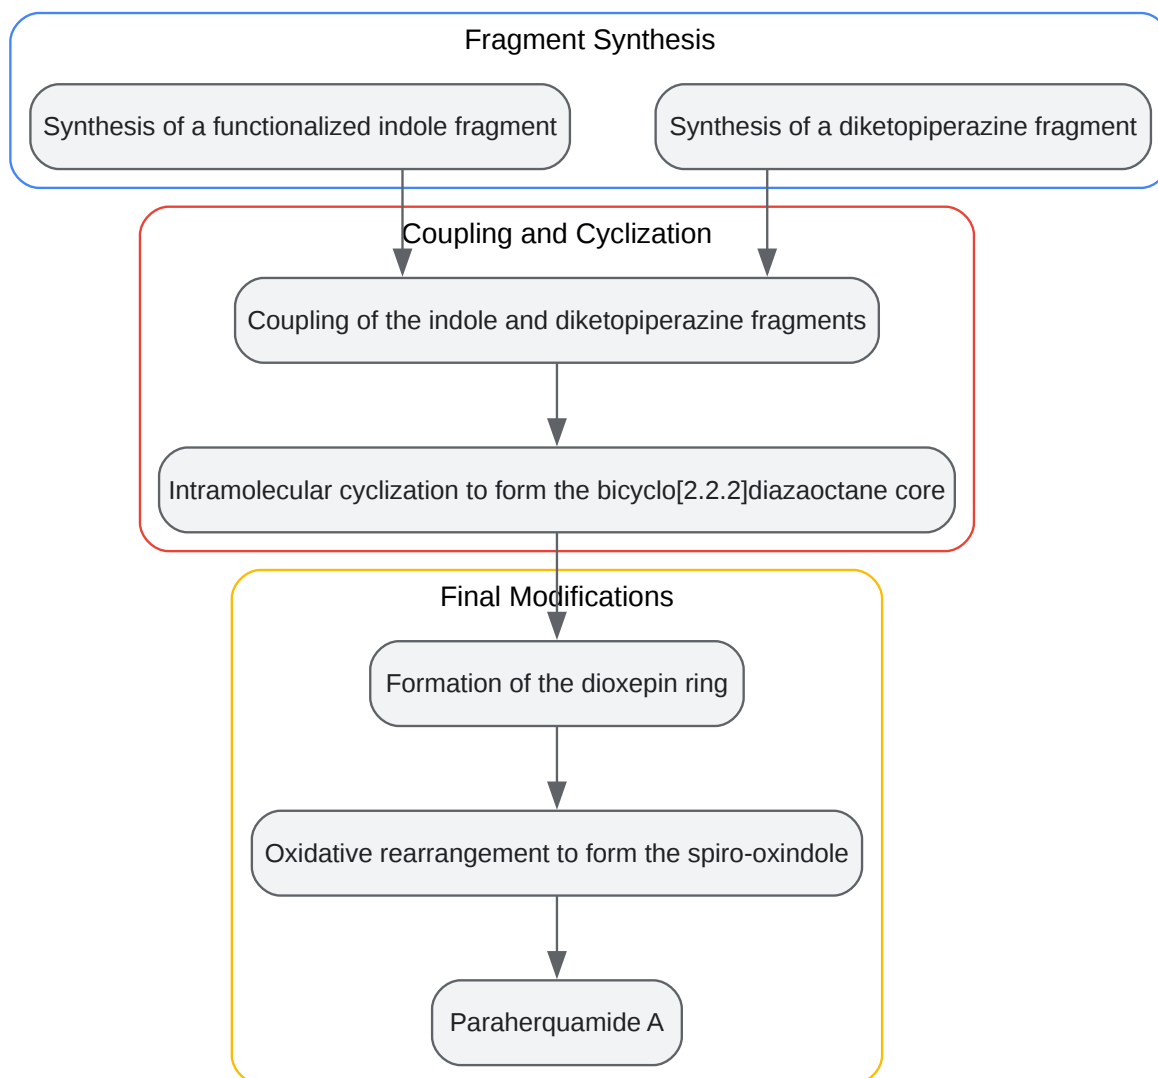 Fragment Synthesis
Synthesis of a functionalized indole fragment
Synthesis of a diketopiperazine fragment
Coupling and Cyclization
Coupling of the indole and diketopiperazine fragments
Intramolecular cyclization to form the bicyclo[2.2.2]diazaoctane core
Final Modifications
Formation of the dioxepin ring
Oxidative rearrangement to form the spiro-oxindole
Paraherquamide A